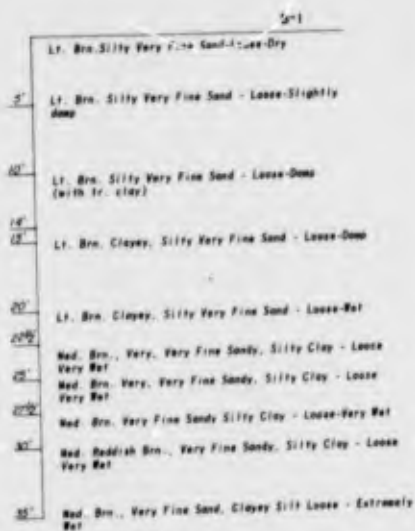 Lt. Brn. Silty Very Fine Sand-Loose-Dry
5' Lt. Brn. Silty Very Fine Sand - Loose-Slightly
damp
10' Lt. Brn. Silty Very Fine Sand - Loose-Damp
(with tr. clay)
14'
15' Lt. Brn. Clayey, Silty Very Fine Sand - Loose-Damp
20' Lt. Brn. Clayey, Silty Very Fine Sand - Loose-Wet
22½ Med. Brn., Very, Very Fine Sandy, Silty Clay - Loose
Very Wet
25' Med. Brn. Very, Very Fine Sandy, Silty Clay - Loose
Very Wet
27½ Med. Brn. Very Fine Sandy Silty Clay - Loose-Very Wet
30' Med. Reddish Brn., Very Fine Sandy, Silty Clay - Loose
Very Wet
35' Med. Brn., Very Fine Sand, Clayey Silt Loose - Extremely
Wet